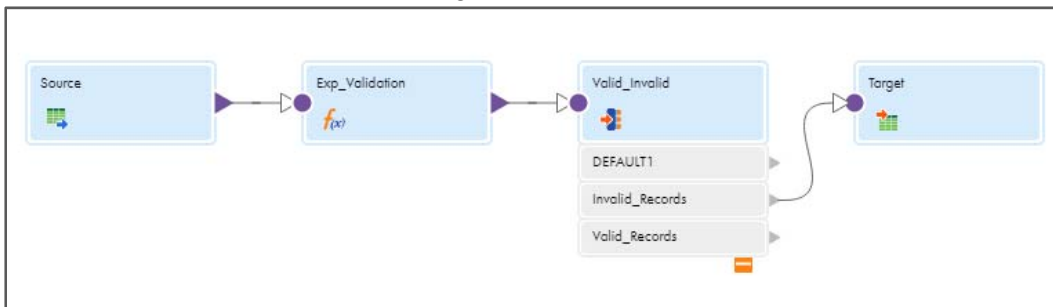 Source
Exp_Validation
f(x)
Valid_Invalid
Target
DEFAULT1
Invalid_Records
Valid_Records